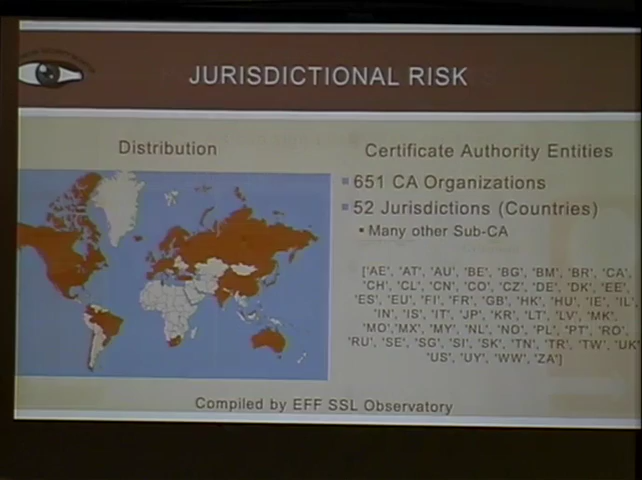 JURISDICTIONAL RISK
Distribution
Certificate Authority Entities
651 CA Organizations
52 Jurisdictions (Countries)
Many other Sub-CA
['AE', 'AT', 'AU', 'BE', 'BG', 'BM', 'BR', 'CA',
'CH', 'CL', 'CN', 'CO', 'CZ', 'DE', 'DK', 'EE',
'ES', 'EU', 'FI', 'FR', 'GB', 'HK', 'HU', 'IE', 'IL',
'IN', 'IS', 'IT', 'JP', 'KR', 'LT', 'LV', 'MK',
'MO','MX', 'MY', 'NL', 'NO', 'PL', 'PT', 'RO',
'RU', 'SE', 'SG', 'SI', 'SK', 'TN', 'TR', 'TW', 'UK'
'US', 'UY', 'WW', 'ZA']
Compiled by EFF SSL Observatory